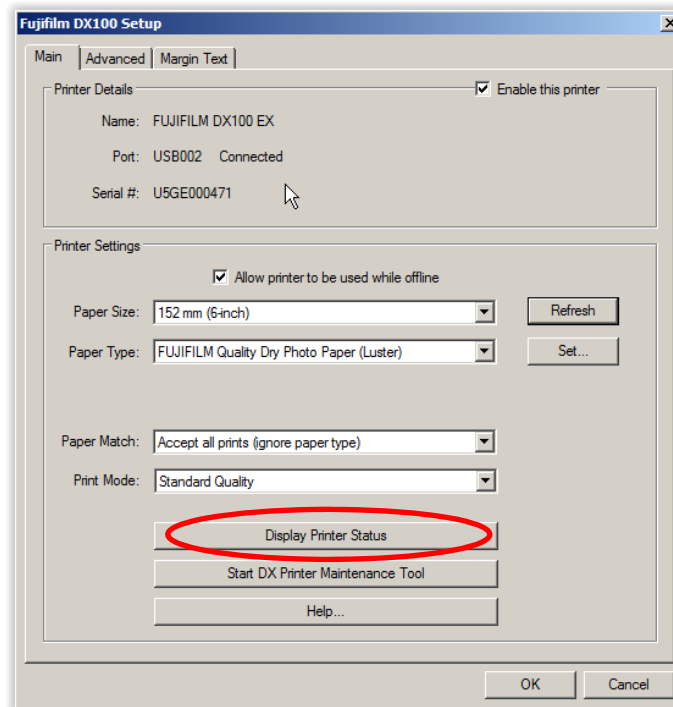 Fujifilm DX100 Setup
Main Advanced Margin Text
Printer Details Enable this printer
Name: FUJIFILM DX100 EX
Port: USB002 Connected
Serial #: U5GE000471
Printer Settings
Allow printer to be used while offline
Paper Size: 152 mm (6-inch) Refresh
Paper Type: FUJIFILM Quality Dry Photo Paper (Luster) Set...
Paper Match: Accept all prints (ignore paper type)
Print Mode: Standard Quality
Display Printer Status
Start DX Printer Maintenance Tool
Help...
OK Cancel